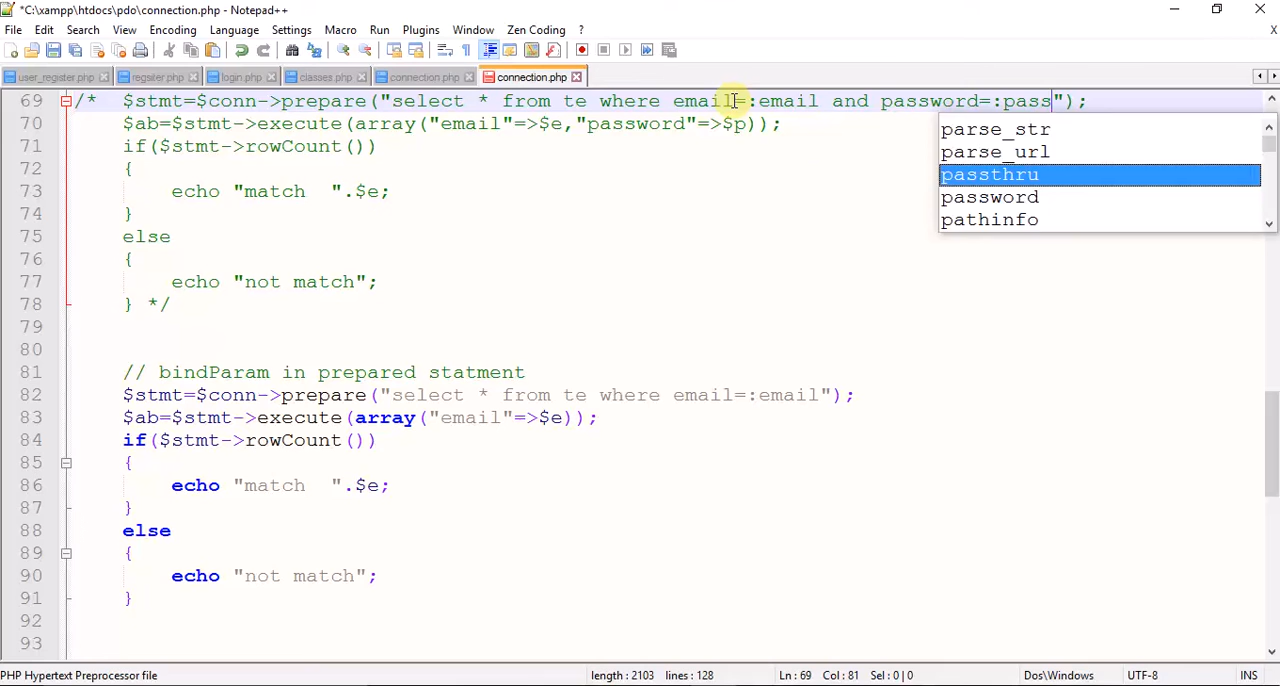 *C:\xampp\htdocs\pdo\connection.php - Notepad++
File Edit Search View Encoding Language Settings Macro Run Plugins Window Zen Coding ? X
user_register.php regsiter.php login.php classes.php connection.php connection.php
69 /* $stmt=$conn->prepare("select * from te where email=:email and password=:pass");
70 $ab=$stmt->execute(array("email"=>$e,"password"=>$p));
parse_str
71 if($stmt->rowCount())
parse_url
72 {
passthru
73 echo "match ".$e;
password
74 }
pathinfo
75 else
76 {
77 echo "not match";
78 } */
79
80
81 // bindParam in prepared statment
82 $stmt=$conn->prepare("select * from te where email=:email");
83 $ab=$stmt->execute(array("email"=>$e));
84 if($stmt->rowCount())
85 {
86 echo "match ".$e;
87 }
88 else
89 {
90 echo "not match";
91 }
92
93
PHP Hypertext Preprocessor file length : 2103 lines : 128 Ln : 69 Col : 81 Sel : 0 | 0 Dos\Windows UTF-8 INS